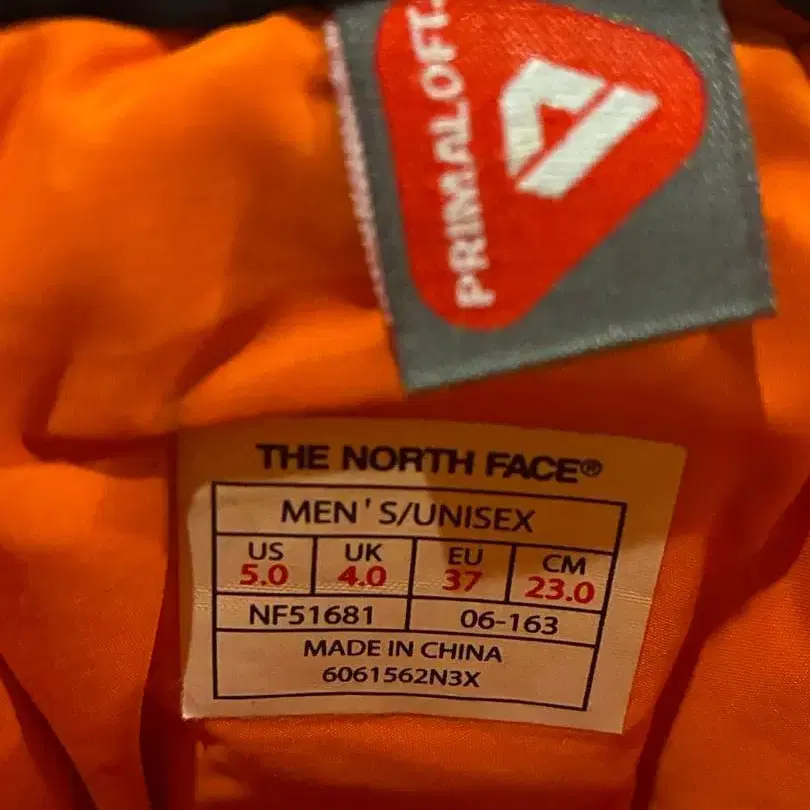 PRIMALOFT
THE NORTH FACE®
MEN'S/UNISEX
US UK EU CM
5.0 4.0 37 23.0
NF51681 06-163
MADE IN CHINA
6061562N3X